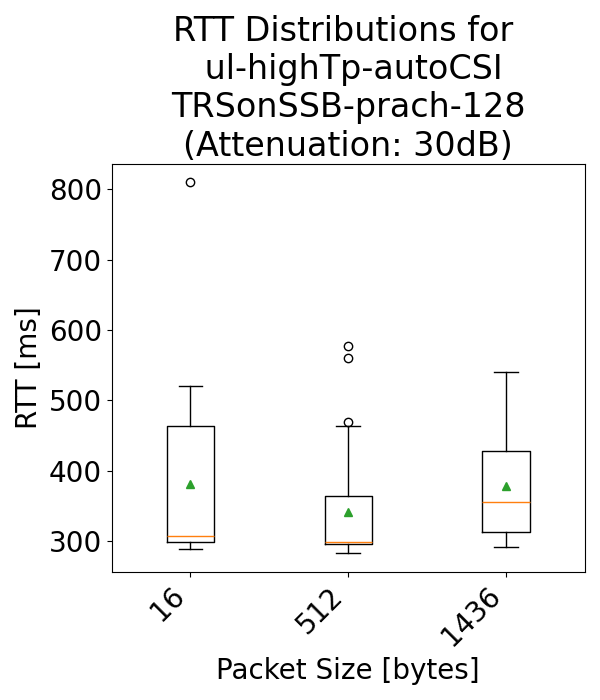 RTT Distributions for
ul-highTp-autoCSI
TRSonSSB-prach-128
(Attenuation: 30dB)
800
700
600
500
400
300
RTT [ms]
16
512
1436
Packet Size [bytes]